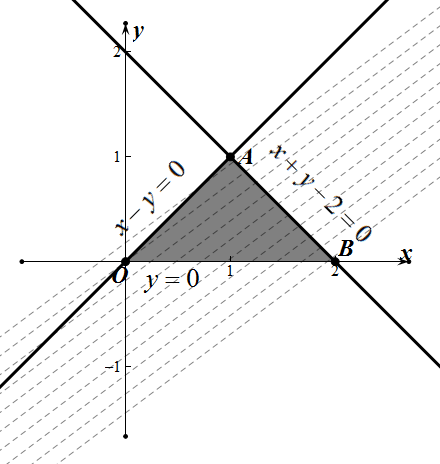 y
2
1
A
x − y = 0
x + y − 2 = 0
B
x
O
y = 0
1
2
−1